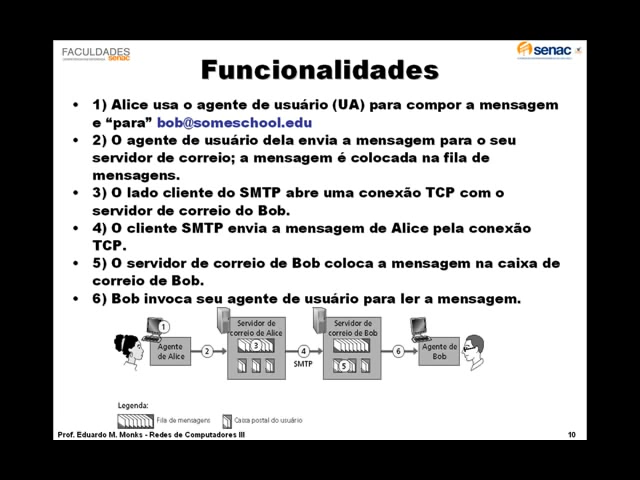 FACULDADES
senac
senac
Funcionalidades
• 1) Alice usa o agente de usuário (UA) para compor a mensagem
e “para” bob@someschool.edu
• 2) O agente de usuário dela envia a mensagem para o seu
servidor de correio; a mensagem é colocada na fila de
mensagens.
• 3) O lado cliente do SMTP abre uma conexão TCP com o
servidor de correio do Bob.
• 4) O cliente SMTP envia a mensagem de Alice pela conexão
TCP.
• 5) O servidor de correio de Bob coloca a mensagem na caixa de
correio de Bob.
• 6) Bob invoca seu agente de usuário para ler a mensagem.
1
Agente
de Alice
2
Servidor de
correio de Alice
3
4
SMTP
Servidor de
correio de Bob
5
6
Agente de
Bob
Legenda:
Fila de mensagens
Caixa postal do usuário
Prof. Eduardo M. Monks - Redes de Computadores III
10